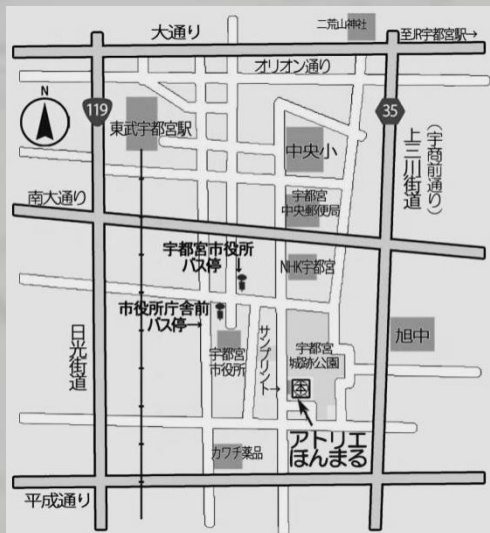 二荒山神社
大通り
至JR宇都宮駅→
オリオン通り
N
119
35
東武宇都宮駅
中央小
上三川街道
(宇商前通り)
南大通り
宇都宮
中央郵便局
宇都宮市役所
バス停↓
NHK宇都宮
市役所庁舎前
バス停→
日光街道
宇都宮
市役所
サンプリント→
宇都宮
城跡公園
旭中
本
アトリエ
ほんまる
カワチ薬品
平成通り